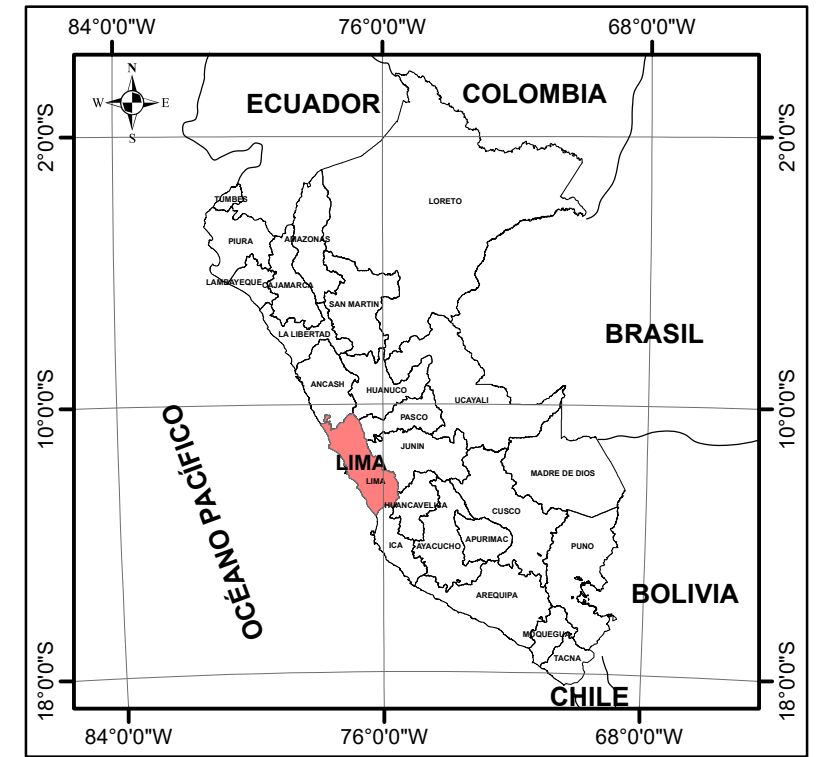 84°0'0"W 76°0'0"W 68°0'0"W
N
W E
S
ECUADOR
COLOMBIA
2°0'0"S
2°0'0"S
TUMBES
LORETO
PIURA
AMAZONAS
LAMBAYEQUE
CAJAMARCA
SAN MARTIN
LA LIBERTAD
BRASIL
ANCASH
HUANUCO
UCAYALI
10°0'0"S
10°0'0"S
PASCO
JUNIN
LIMA
LIMA
MADRE DE DIOS
HUANCAVELICA
CUSCO
OCÉANO PACÍFICO
ICA
AYACUCHO
APURIMAC
PUNO
AREQUIPA
BOLIVIA
MOQUEGUA
TACNA
18°0'0"S
18°0'0"S
CHILE
84°0'0"W 76°0'0"W 68°0'0"W